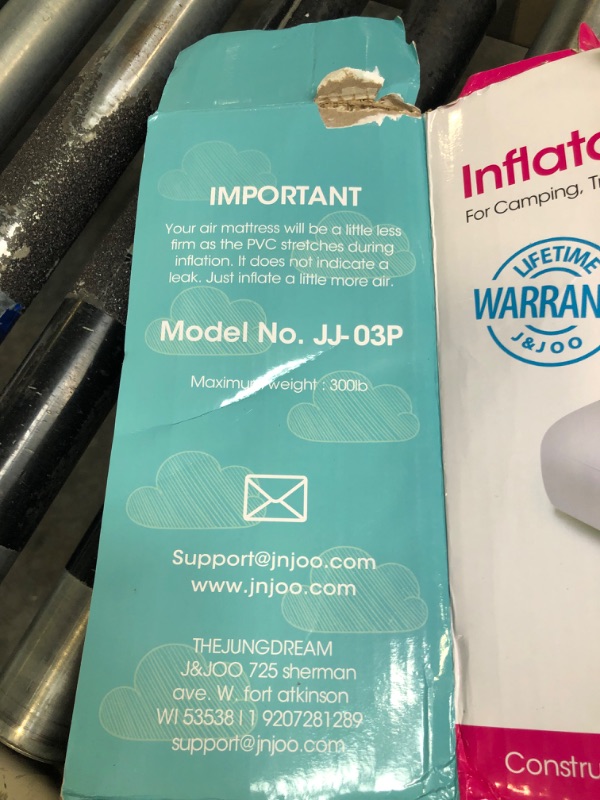 IMPORTANT
Your air mattress will be a little less
firm as the PVC stretches during
inflation. It does not indicate a
leak. Just inflate a little more air.
Model No. JJ-03P
Maximum weight : 300lb
Support@jnjoo.com
www.jnjoo.com
THEJUNGDREAM
J&JOO 725 sherman
ave. W, fort atkinson
WI 53538 | 1 9207281289
support@jnjoo.com
Inflat
For Camping, T
LIFETIME
WARRAN
J&JOO
Constru